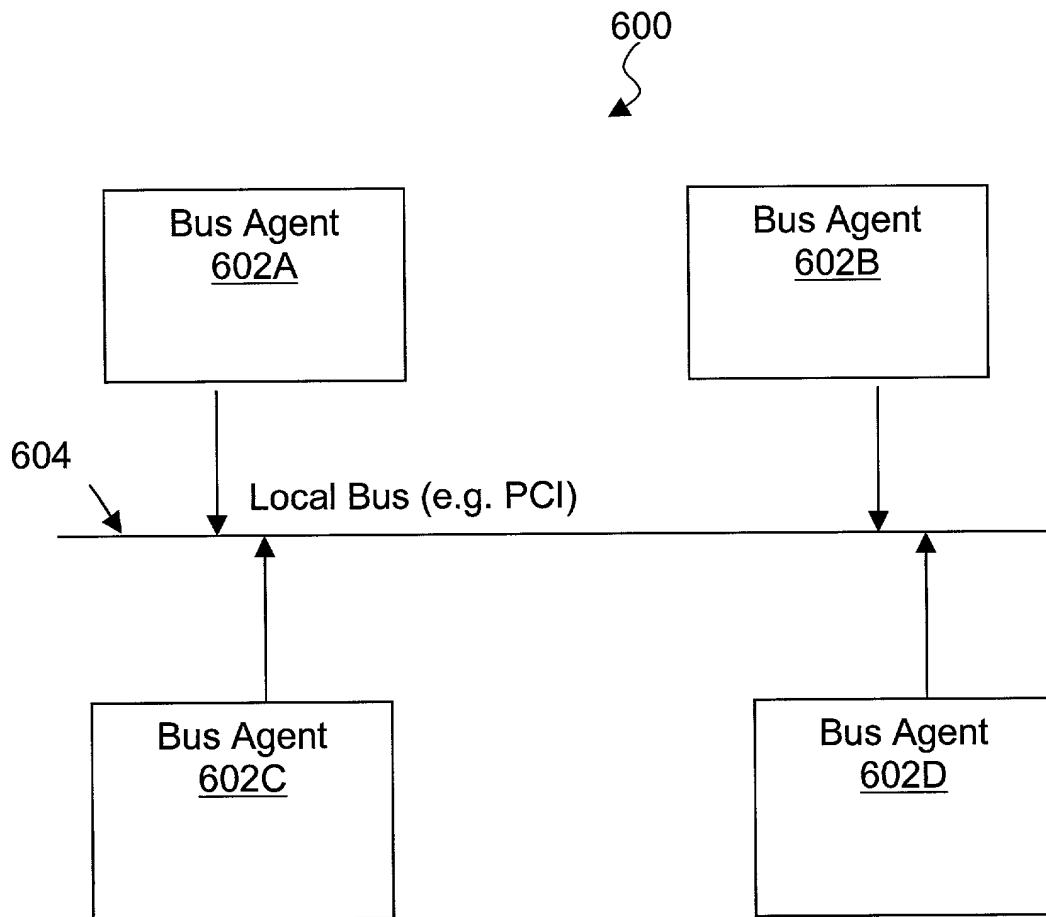 600
Bus Agent
602A
Bus Agent
602B
604
Local Bus (e.g. PCI)
Bus Agent
602C
Bus Agent
602D